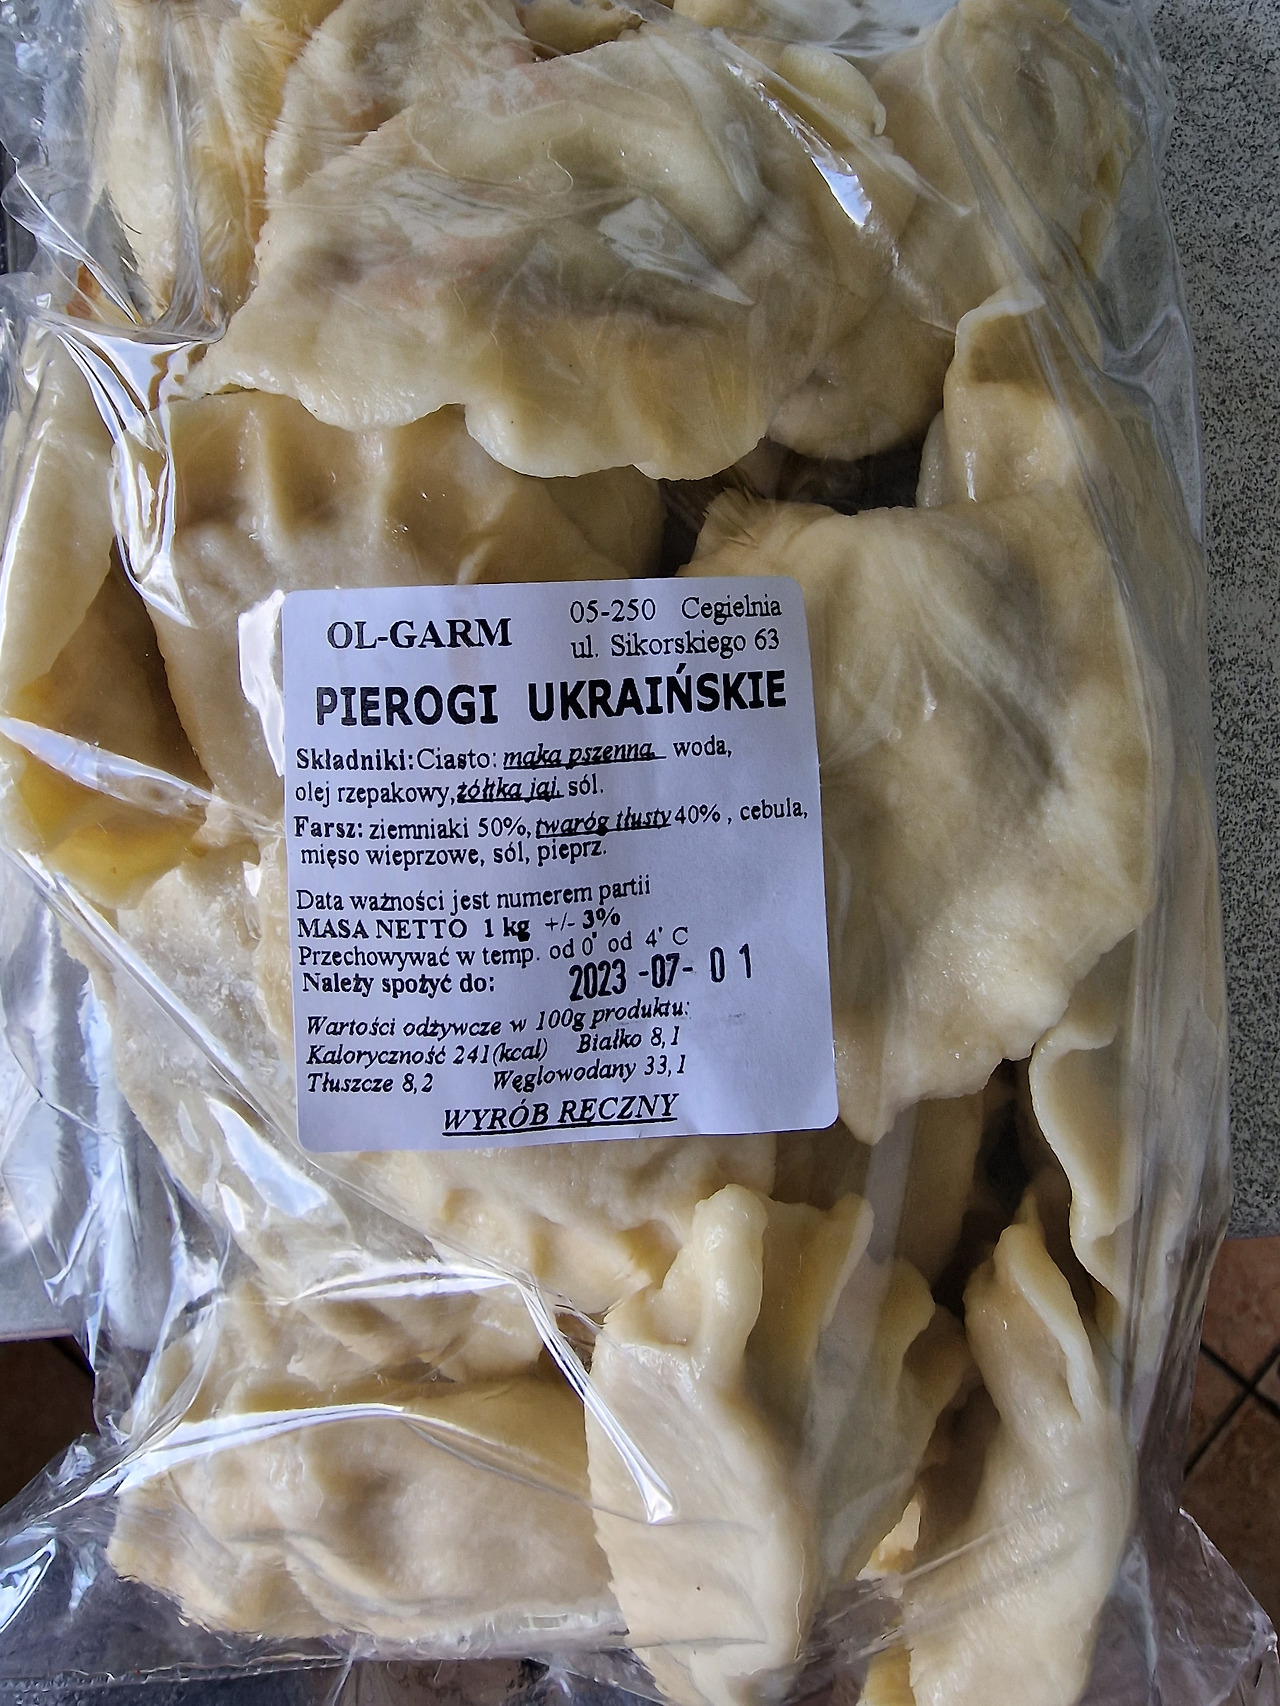 OL-GARM
05-250 Cegielnia
ul. Sikorskiego 63
PIEROGI UKRAIŃSKIE
Składniki: Ciasto: mąka pszenna, woda,
olej rzepakowy, żółtka jaj, sól.
Farsz: ziemniaki 50%, twaróg tłusty 40% , cebula,
mięso wieprzowe, sól, pieprz.
Data ważności jest numerem partii
MASA NETTO 1 kg +/- 3%
Przechowywać w temp. od 0° od 4° C
Należy spożyć do: 2023 -07- 01
Wartości odżywcze w 100g produktu:
Kaloryczność 241(kcal) Białko 8,1
Tłuszcze 8,2 Węglowodany 33,1
WYRÓB RĘCZNY